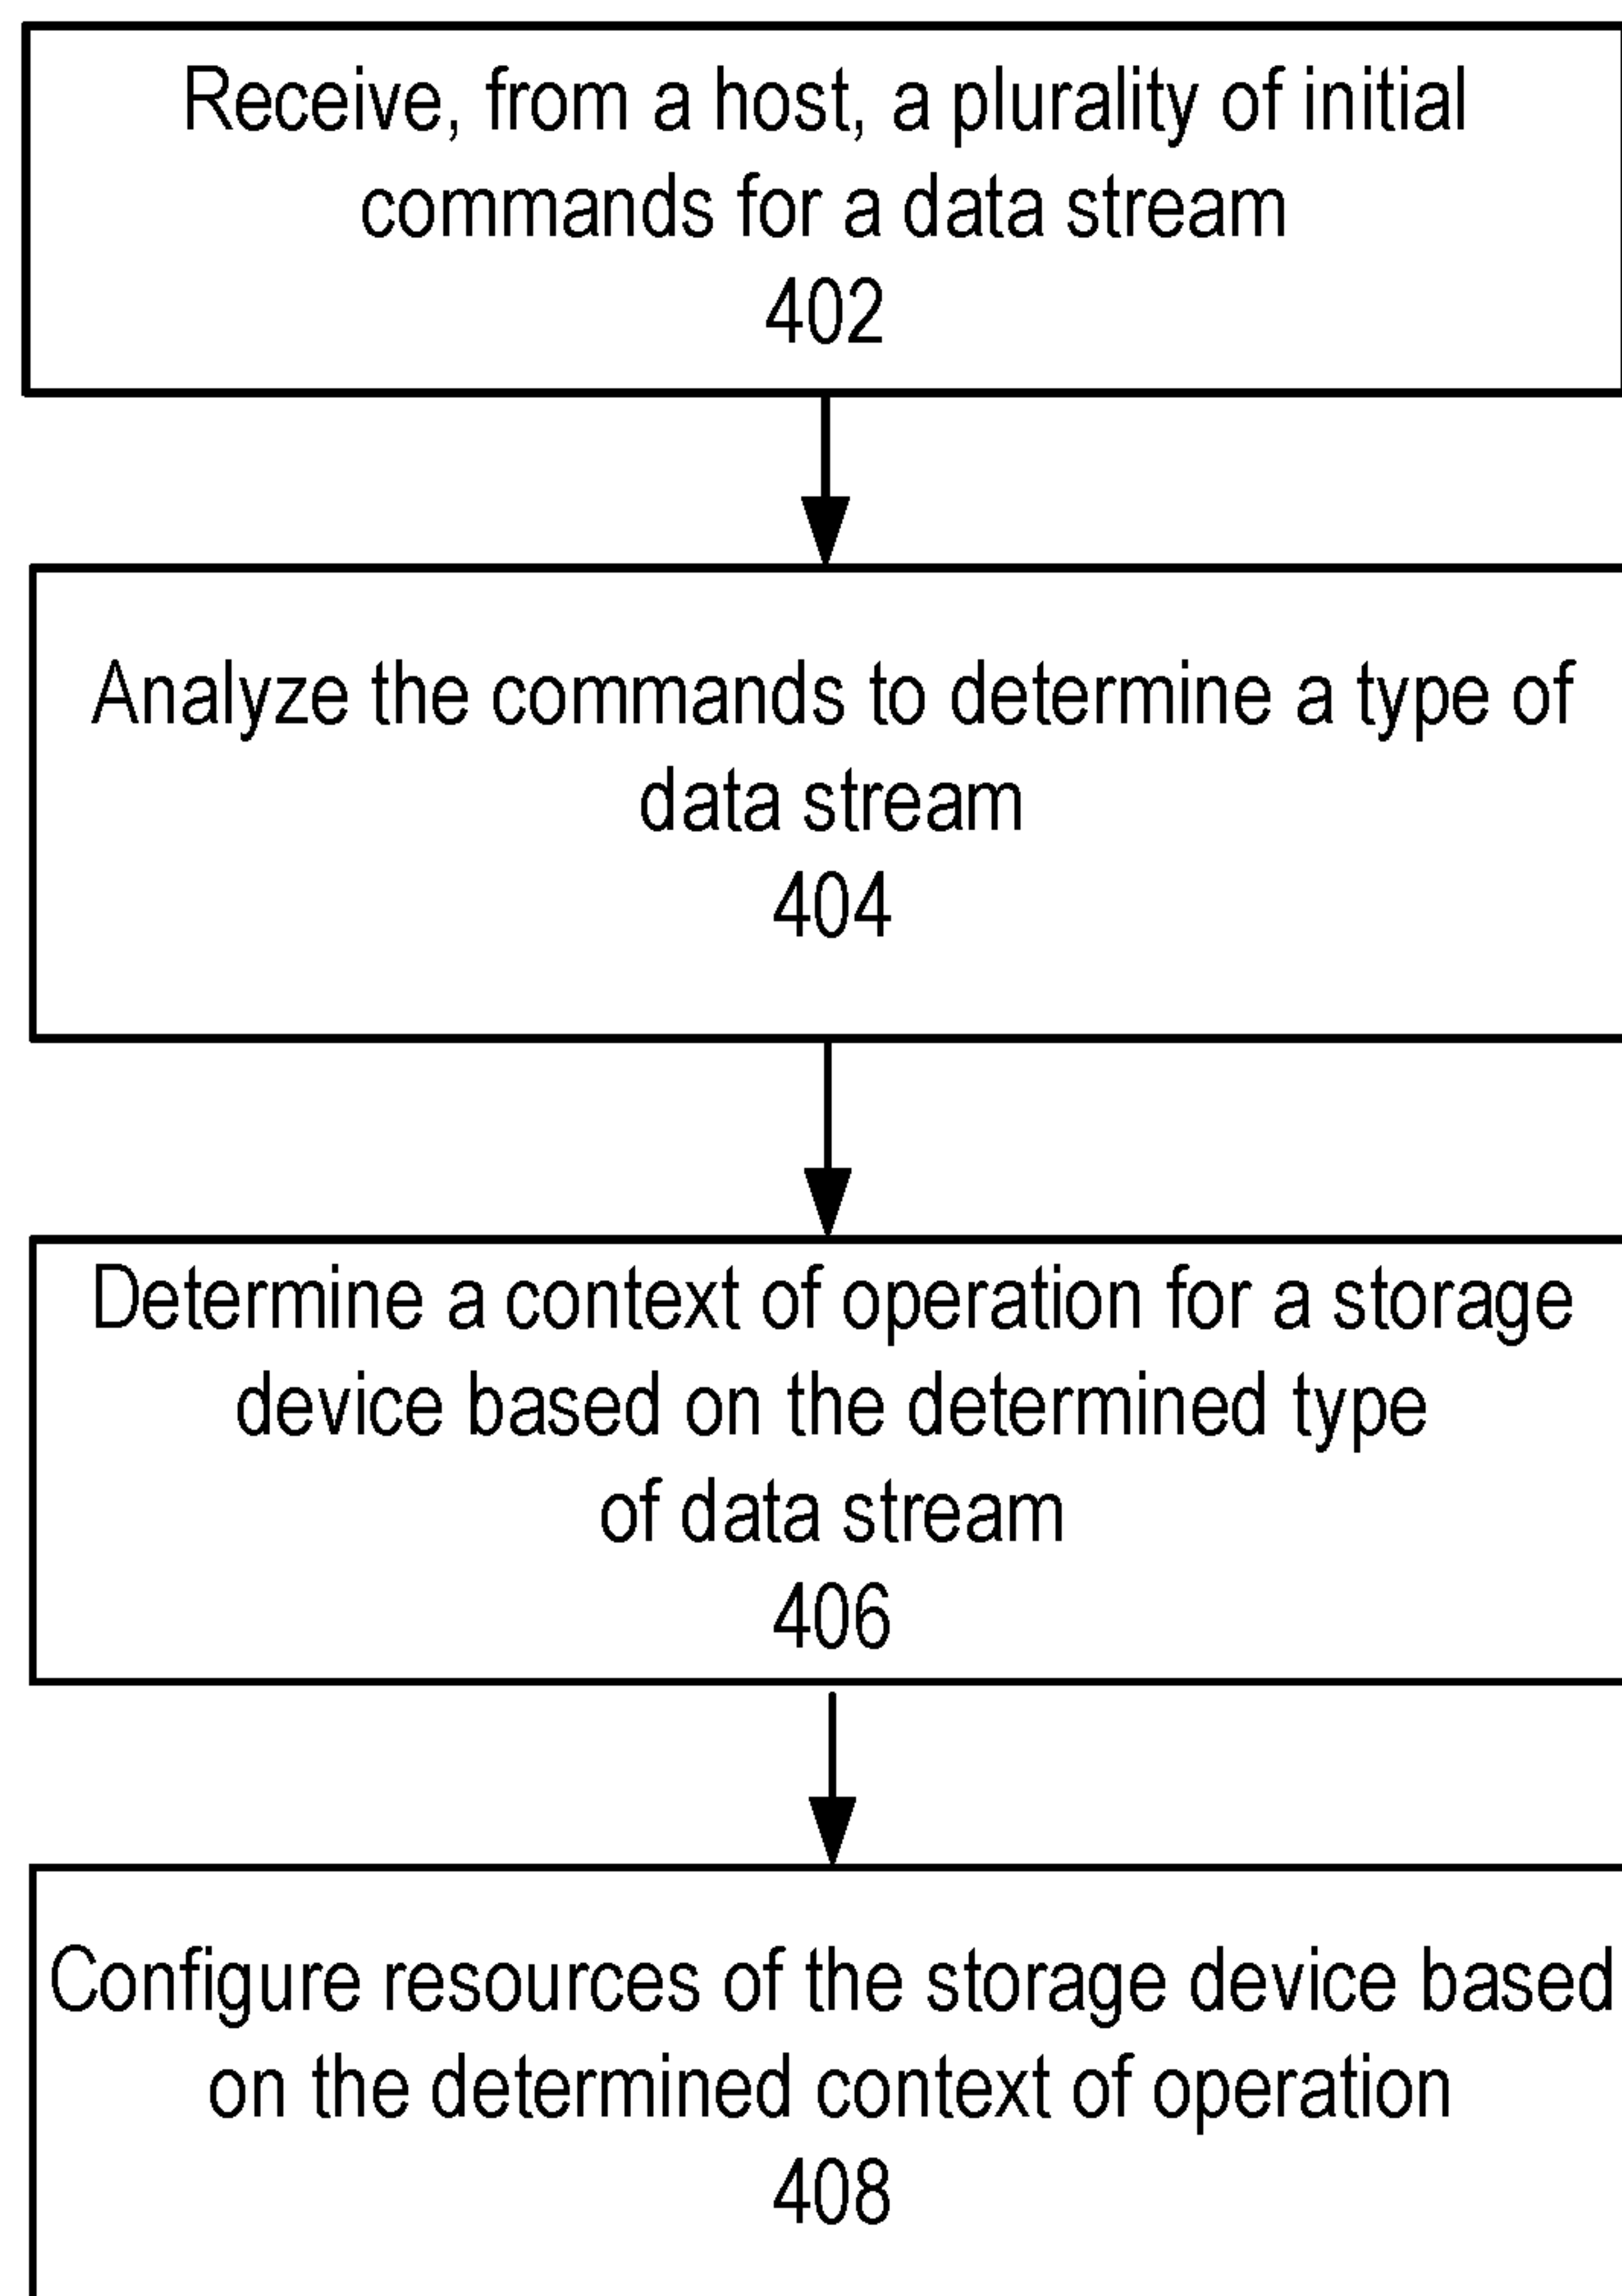 Receive, from a host, a plurality of initial
commands for a data stream
402
Analyze the commands to determine a type of
data stream
404
Determine a context of operation for a storage
device based on the determined type
of data stream
406
Configure resources of the storage device based
on the determined context of operation
408